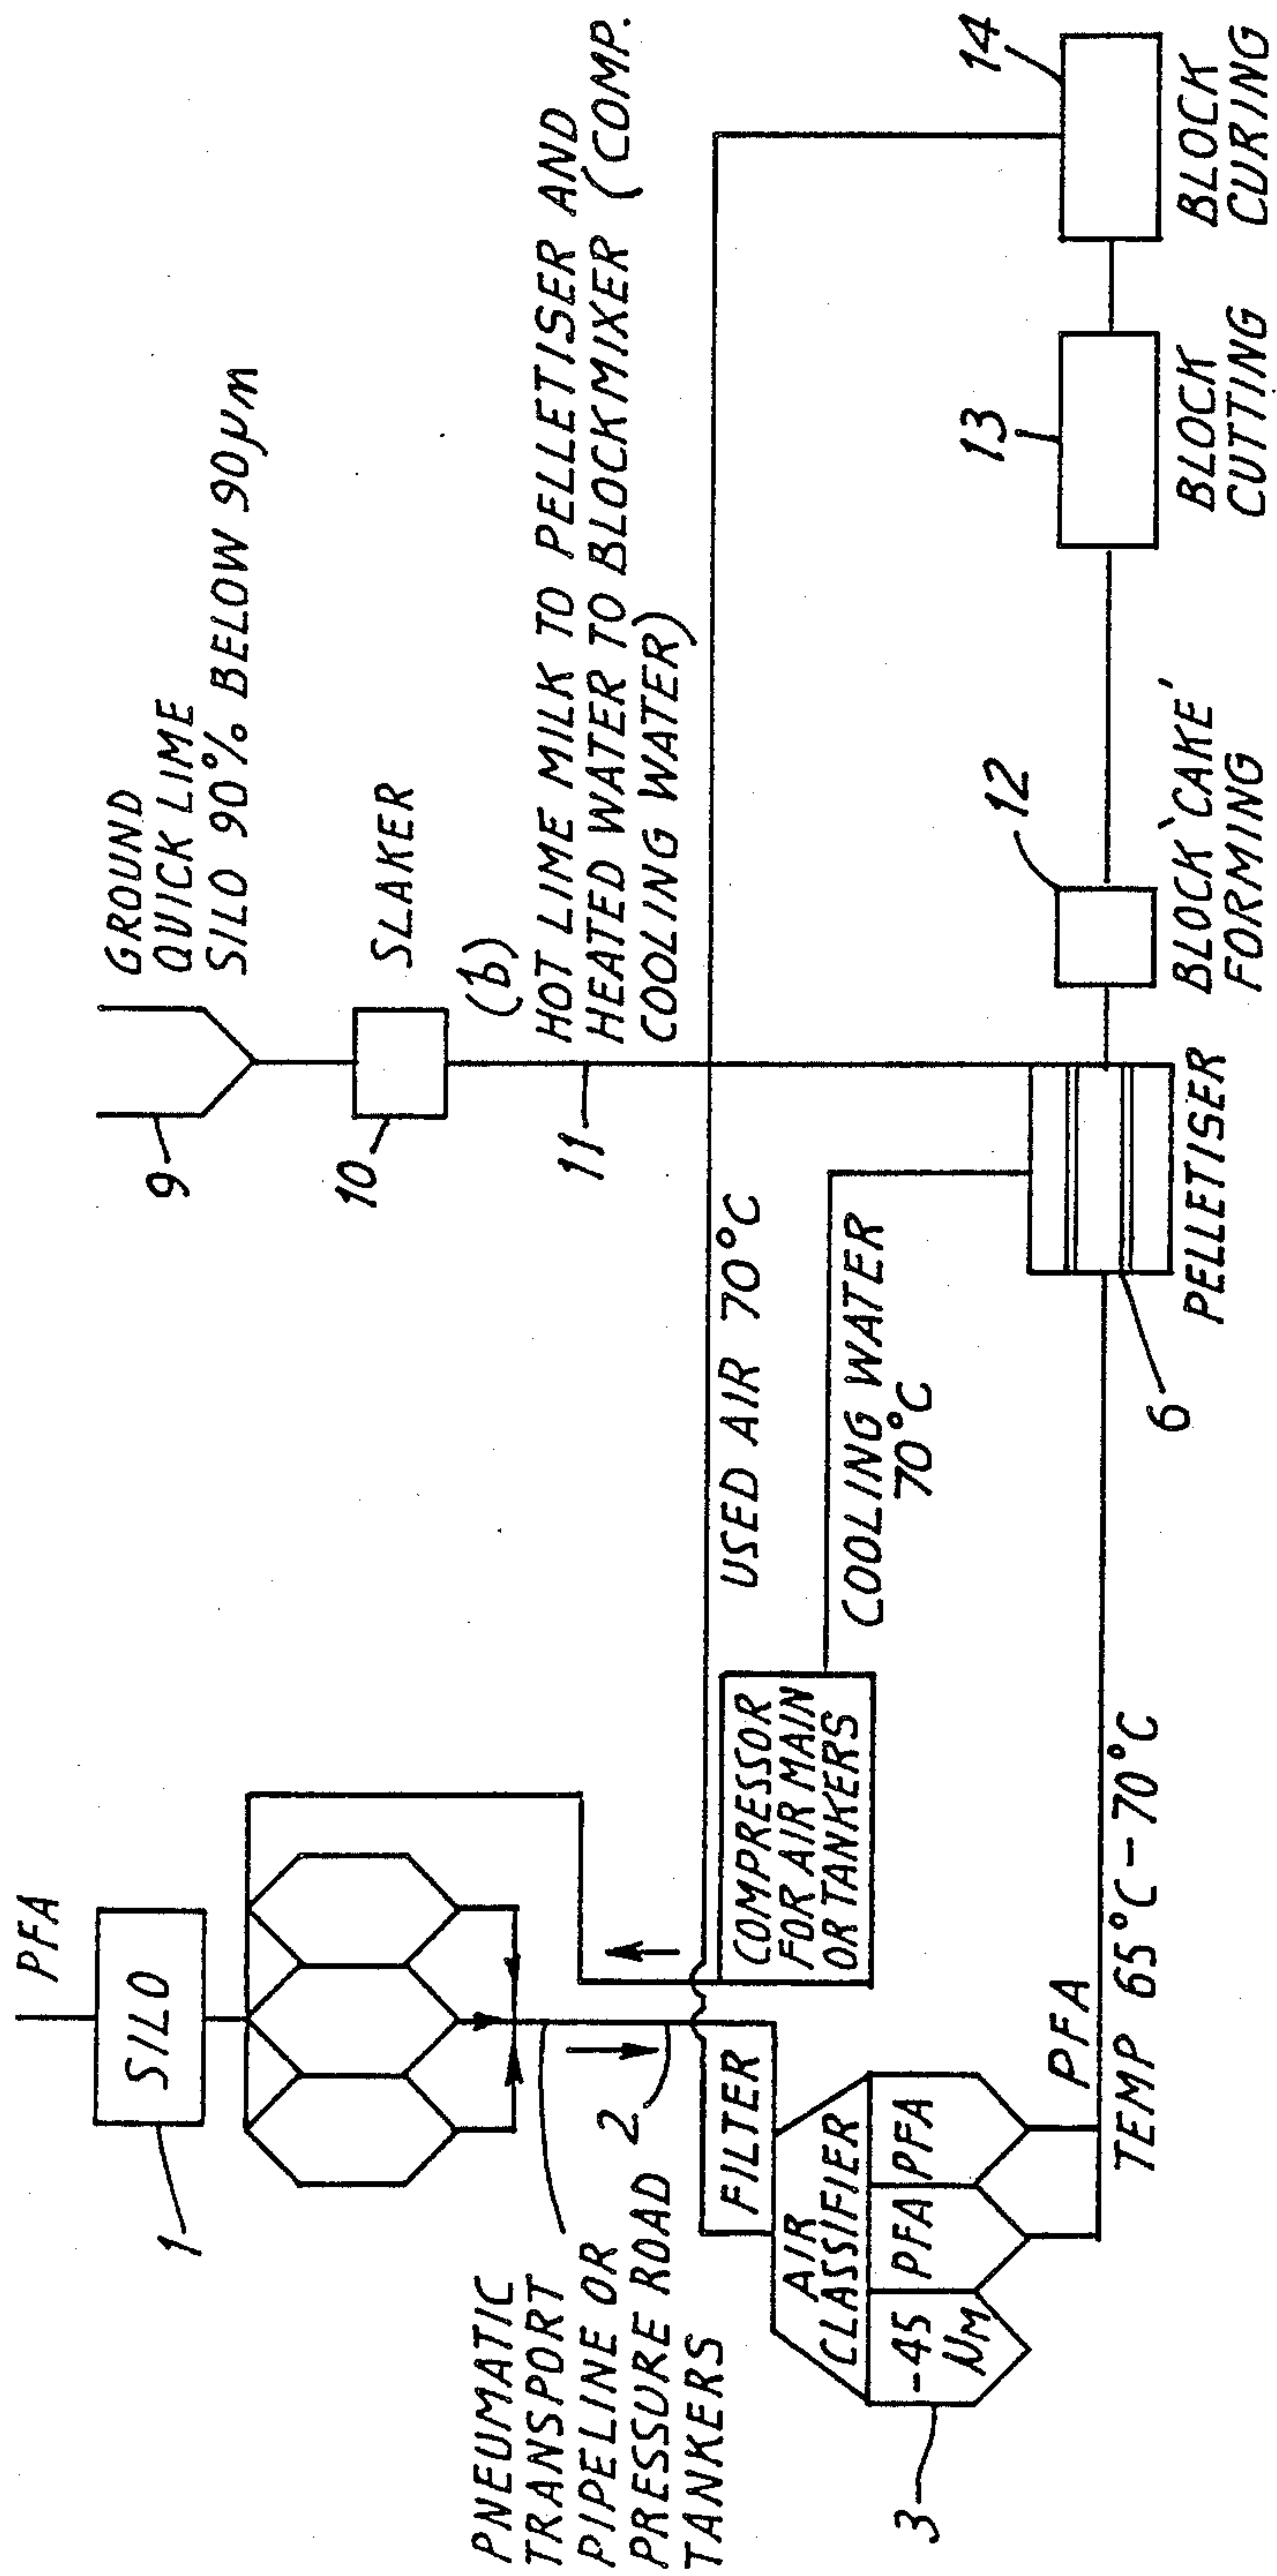 PFA
SILO
1
PNEUMATIC
TRANSPORT
PIPELINE OR
PRESSURE ROAD
TANKERS
2
FILTER
AIR
CLASSIFIER
-45
µM
PFA
PFA
3
COMPRESSOR
FOR AIR MAIN
OR TANKERS
PFA
TEMP 65°C-70°C
USED AIR 70°C
COOLING WATER
70°C
GROUND
QUICK LIME
SILO 90% BELOW 90µm
9
SLAKER
10
(b)
HOT LIME MILK TO PELLETISER AND
HEATED WATER TO BLOCKMIXER (COMP.
COOLING WATER)
11
6
PELLETISER
12
BLOCK 'CAKE'
FORMING
13
BLOCK
CUTTING
14
BLOCK
CURING